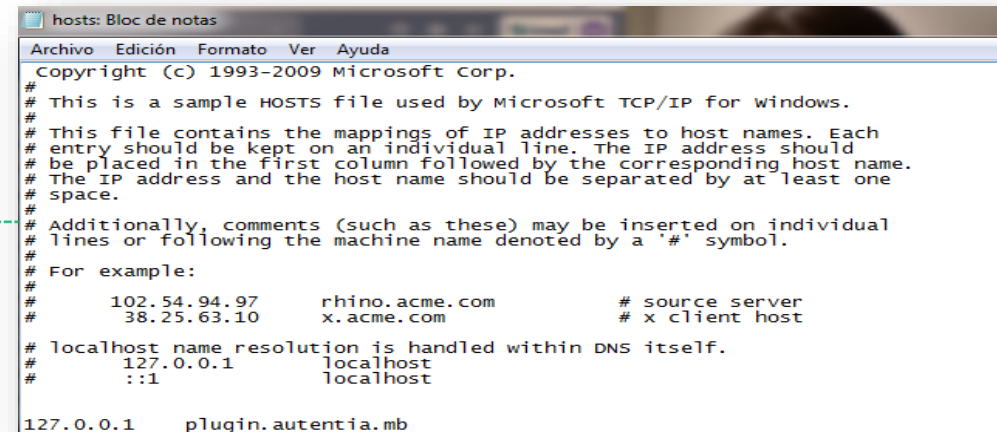 hosts: Bloc de notas
Archivo Edición Formato Ver Ayuda
Copyright (c) 1993-2009 Microsoft Corp.
#
# This is a sample HOSTS file used by Microsoft TCP/IP for Windows.
#
# This file contains the mappings of IP addresses to host names. Each
# entry should be kept on an individual line. The IP address should
# be placed in the first column followed by the corresponding host name.
# The IP address and the host name should be separated by at least one
# space.
#
# Additionally, comments (such as these) may be inserted on individual
# lines or following the machine name denoted by a '#' symbol.
#
# For example:
#
# 102.54.94.97 rhino.acme.com # source server
# 38.25.63.10 x.acme.com # x client host
# localhost name resolution is handled within DNS itself.
# 127.0.0.1 localhost
# ::1 localhost
127.0.0.1 plugin.autentia.mb